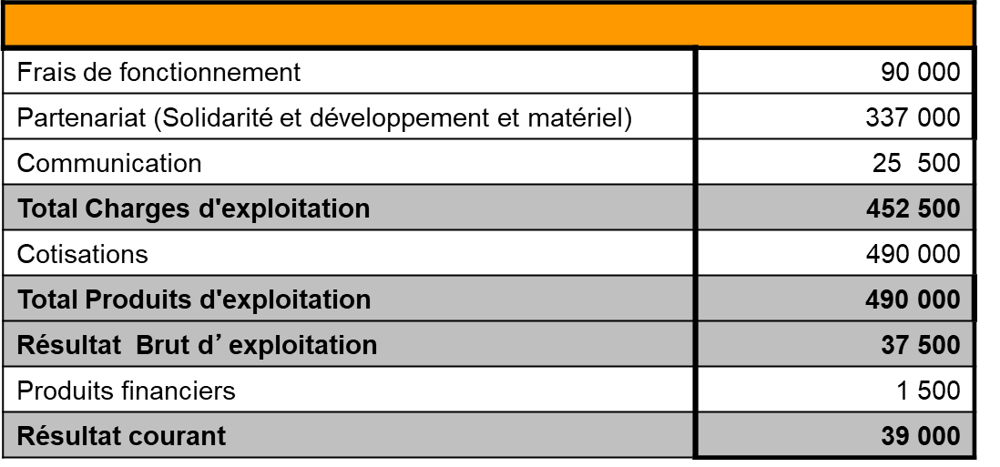 Frais de fonctionnement 90 000
Partenariat (Solidarité et développement et matériel) 337 000
Communication 25  500
Total Charges d'exploitation 452 500
Cotisations 490 000
Total Produits d'exploitation 490 000
Résultat  Brut d’ exploitation 37 500
Produits financiers 1 500
Résultat courant 39 000